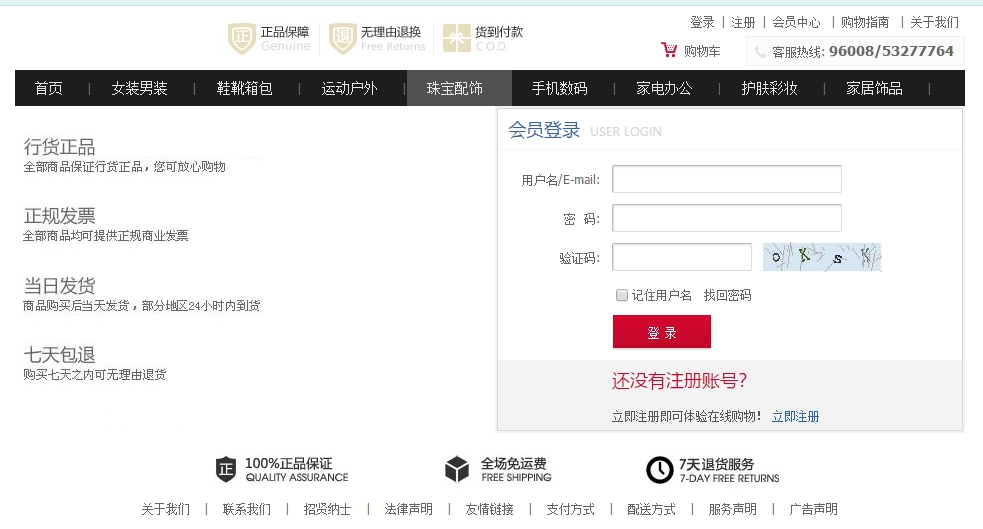 登录 | 注册 | 会员中心 | 购物指南 | 关于我们
正品保障 无理由退换 货到付款
Genuine Free Returns C.O.D
购物车 客服热线: 96008/53277764
首页 | 女装男装 | 鞋靴箱包 | 运动户外 | 珠宝配饰 | 手机数码 | 家电办公 | 护肤彩妆 | 家居饰品 |
行货正品
全部商品保证行货正品，您可放心购物
正规发票
全部商品均可提供正规商业发票
当日发货
商品购买后当天发货，部分地区24小时内到货
七天包退
购买七天之内可无理由退货
会员登录 USER LOGIN
用户名/E-mail:
密 码:
验证码: o K s K
记住用户名 找回密码
登 录
还没有注册账号?
立即注册即可体验在线购物! 立即注册
正 100%正品保证 全场免运费 7天退货服务
QUALITY ASSURANCE FREE SHIPPING 7-DAY FREE RETURNS
关于我们 | 联系我们 | 招贤纳士 | 法律声明 | 友情链接 | 支付方式 | 配送方式 | 服务声明 | 广告声明